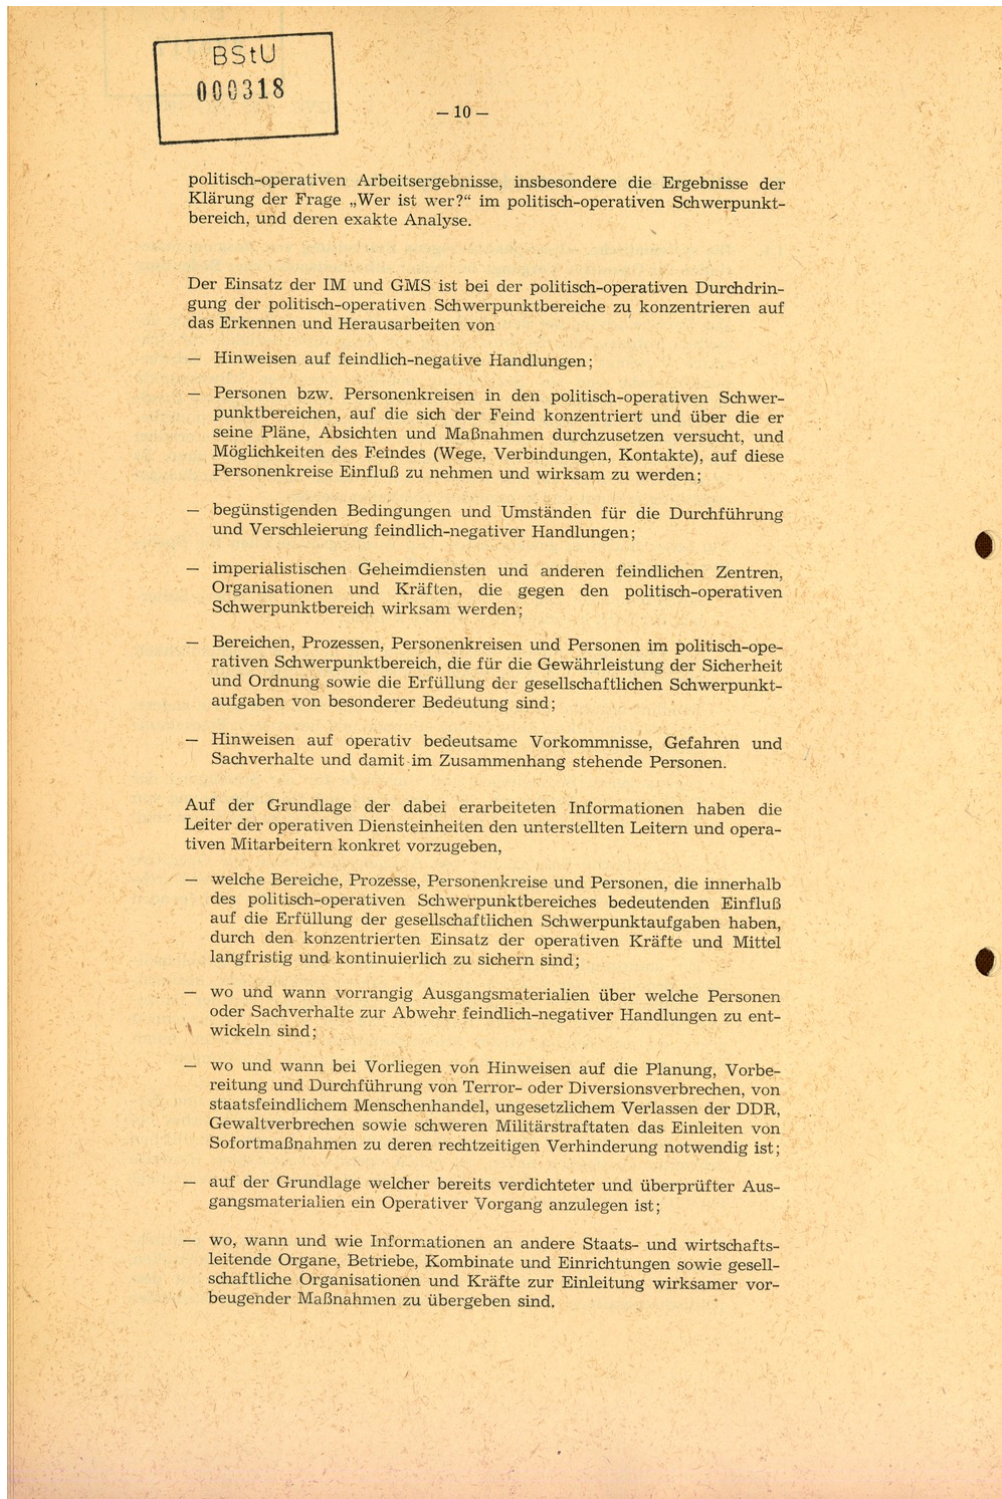 BStU
000318
— 10 —
politisch-operativen Arbeitsergebnisse, insbesondere die Ergebnisse der
Klärung der Frage „Wer ist wer?“ im politisch-operativen Schwerpunkt-
bereich, und deren exakte Analyse.
Der Einsatz der IM und GMS ist bei der politisch-operativen Durchdrin-
gung der politisch-operativen Schwerpunktbereiche zu konzentrieren auf
das Erkennen und Herausarbeiten von
— Hinweisen auf feindlich-negative Handlungen;
— Personen bzw. Personenkreisen in den politisch-operativen Schwer-
punktbereichen, auf die sich der Feind konzentriert und über die er
seine Pläne, Absichten und Maßnahmen durchzusetzen versucht, und
Möglichkeiten des Feindes (Wege, Verbindungen, Kontakte), auf diese
Personenkreise Einfluß zu nehmen und wirksam zu werden;
— begünstigenden Bedingungen und Umständen für die Durchführung
und Verschleierung feindlich-negativer Handlungen;
— imperialistischen Geheimdiensten und anderen feindlichen Zentren,
Organisationen und Kräften, die gegen den politisch-operativen
Schwerpunktbereich wirksam werden;
— Bereichen, Prozessen, Personenkreisen und Personen im politisch-ope-
rativen Schwerpunktbereich, die für die Gewährleistung der Sicherheit
und Ordnung sowie die Erfüllung der gesellschaftlichen Schwerpunkt-
aufgaben von besonderer Bedeutung sind;
— Hinweisen auf operativ bedeutsame Vorkommnisse, Gefahren und
Sachverhalte und damit im Zusammenhang stehende Personen.
Auf der Grundlage der dabei erarbeiteten Informationen haben die
Leiter der operativen Diensteinheiten den unterstellten Leitern und opera-
tiven Mitarbeitern konkret vorzugeben,
— welche Bereiche, Prozesse, Personenkreise und Personen, die innerhalb
des politisch-operativen Schwerpunktbereiches bedeutenden Einfluß
auf die Erfüllung der gesellschaftlichen Schwerpunktaufgaben haben,
durch den konzentrierten Einsatz der operativen Kräfte und Mittel
langfristig und kontinuierlich zu sichern sind;
— wo und wann vorrangig Ausgangsmaterialien über welche Personen
oder Sachverhalte zur Abwehr feindlich-negativer Handlungen zu ent-
wickeln sind;
— wo und wann bei Vorliegen von Hinweisen auf die Planung, Vorbe-
reitung und Durchführung von Terror- oder Diversionsverbrechen, von
staatsfeindlichem Menschenhandel, ungesetzlichem Verlassen der DDR,
Gewaltverbrechen sowie schweren Militärstraftaten das Einleiten von
Sofortmaßnahmen zu deren rechtzeitigen Verhinderung notwendig ist;
— auf der Grundlage welcher bereits verdichteter und überprüfter Aus-
gangsmaterialien ein Operativer Vorgang anzulegen ist;
— wo, wann und wie Informationen an andere Staats- und wirtschafts-
leitende Organe, Betriebe, Kombinate und Einrichtungen sowie gesell-
schaftliche Organisationen und Kräfte zur Einleitung wirksamer vor-
beugender Maßnahmen zu übergeben sind.